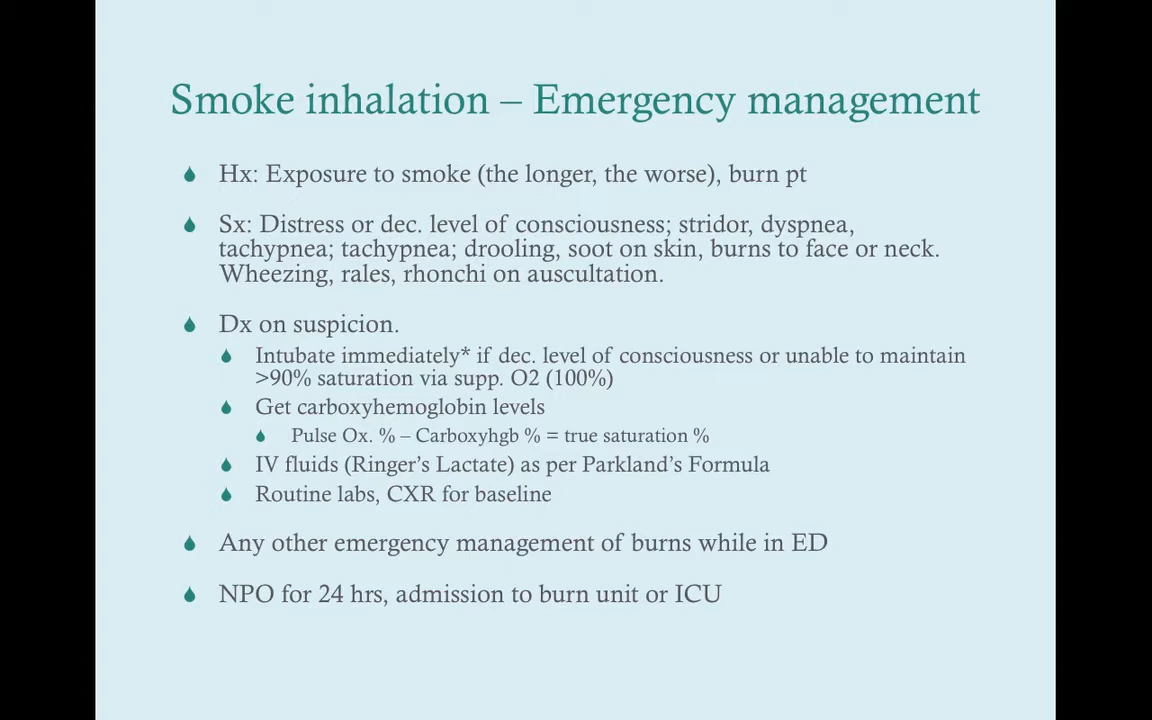 Smoke inhalation – Emergency management
Hx: Exposure to smoke (the longer, the worse), burn pt
Sx: Distress or dec. level of consciousness; stridor, dyspnea,
tachypnea; tachypnea; drooling, soot on skin, burns to face or neck.
Wheezing, rales, rhonchi on auscultation.
Dx on suspicion.
Intubate immediately* if dec. level of consciousness or unable to maintain
>90% saturation via supp. O2 (100%)
Get carboxyhemoglobin levels
Pulse Ox. % – Carboxyhgb % = true saturation %
IV fluids (Ringer’s Lactate) as per Parkland’s Formula
Routine labs, CXR for baseline
Any other emergency management of burns while in ED
NPO for 24 hrs, admission to burn unit or ICU